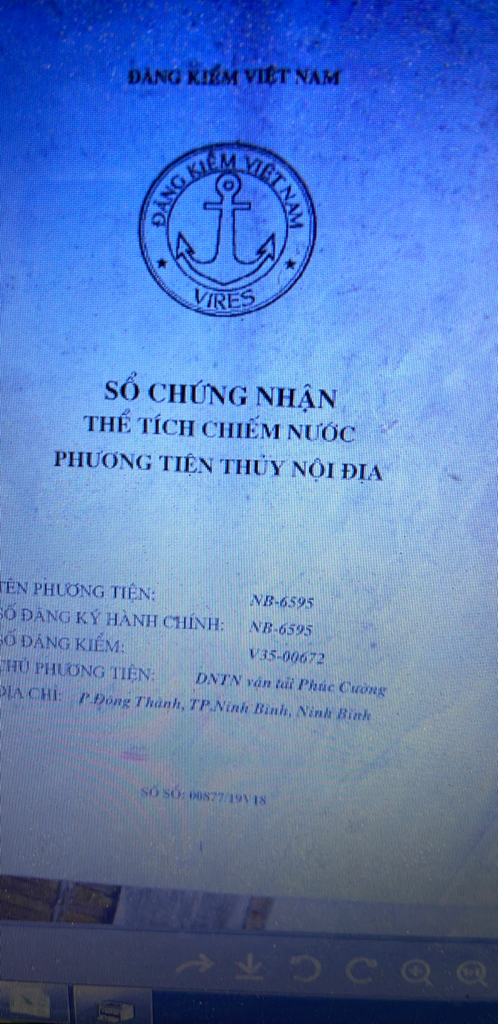 ĐĂNG KIỂM VIỆT NAM
ĐĂNG KIỂM VIỆT NAM
VIRES
SỔ CHỨNG NHẬN
THỂ TÍCH CHIẾM NƯỚC
PHƯƠNG TIỆN THỦY NỘI ĐỊA
TÊN PHƯƠNG TIỆN: NB-6595
SỐ ĐĂNG KÝ HÀNH CHÍNH: NB-6595
SỐ ĐĂNG KIỂM: V35-00672
CHỦ PHƯƠNG TIỆN: DNTN vận tải Phúc Cường
ĐỊA CHỈ: P.Đông Thành, TP.Ninh Bình, Ninh Bình
SỐ SỔ: 00877/19V18
1